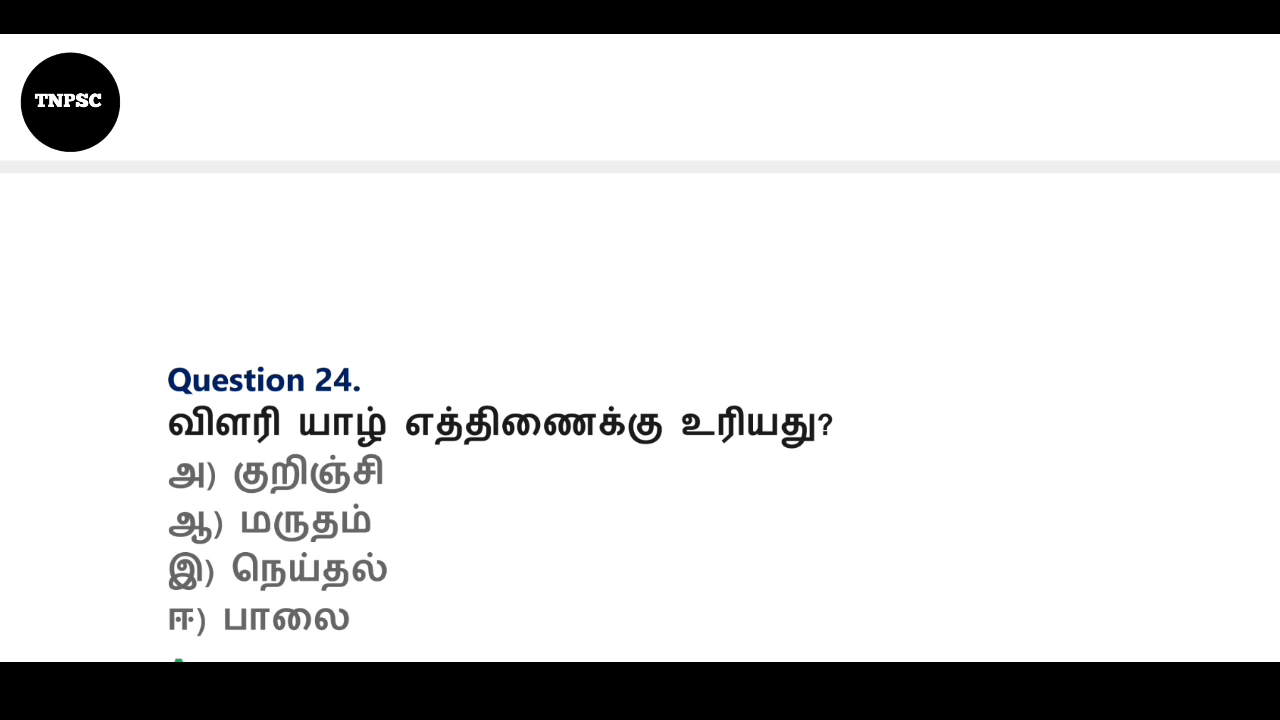 TNPSC
Question 24.
விளரி யாழ் எத்திணைக்கு உரியது?
அ) குறிஞ்சி
ஆ) மருதம்
இ) நெய்தல்
ஈ) பாலை